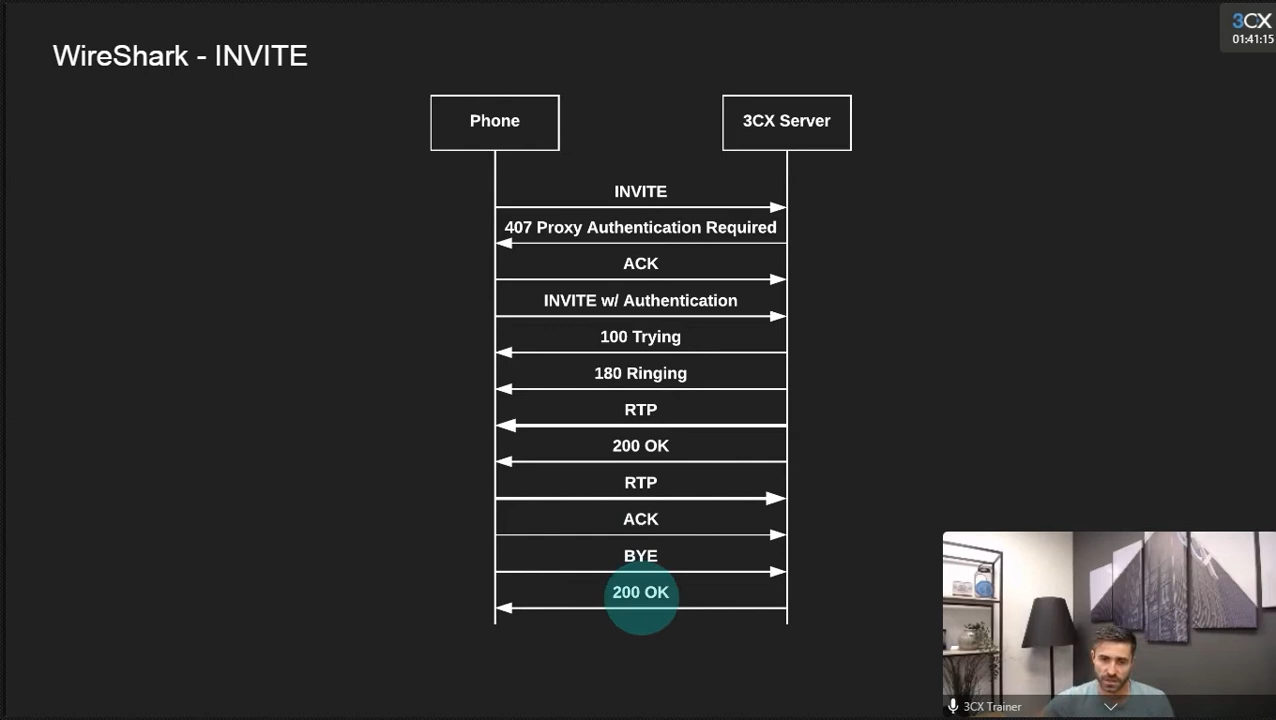 WireShark - INVITE
3CX
01:41:15
Phone
3CX Server
INVITE
407 Proxy Authentication Required
ACK
INVITE w/ Authentication
100 Trying
180 Ringing
RTP
200 OK
RTP
ACK
BYE
200 OK
3CX Trainer